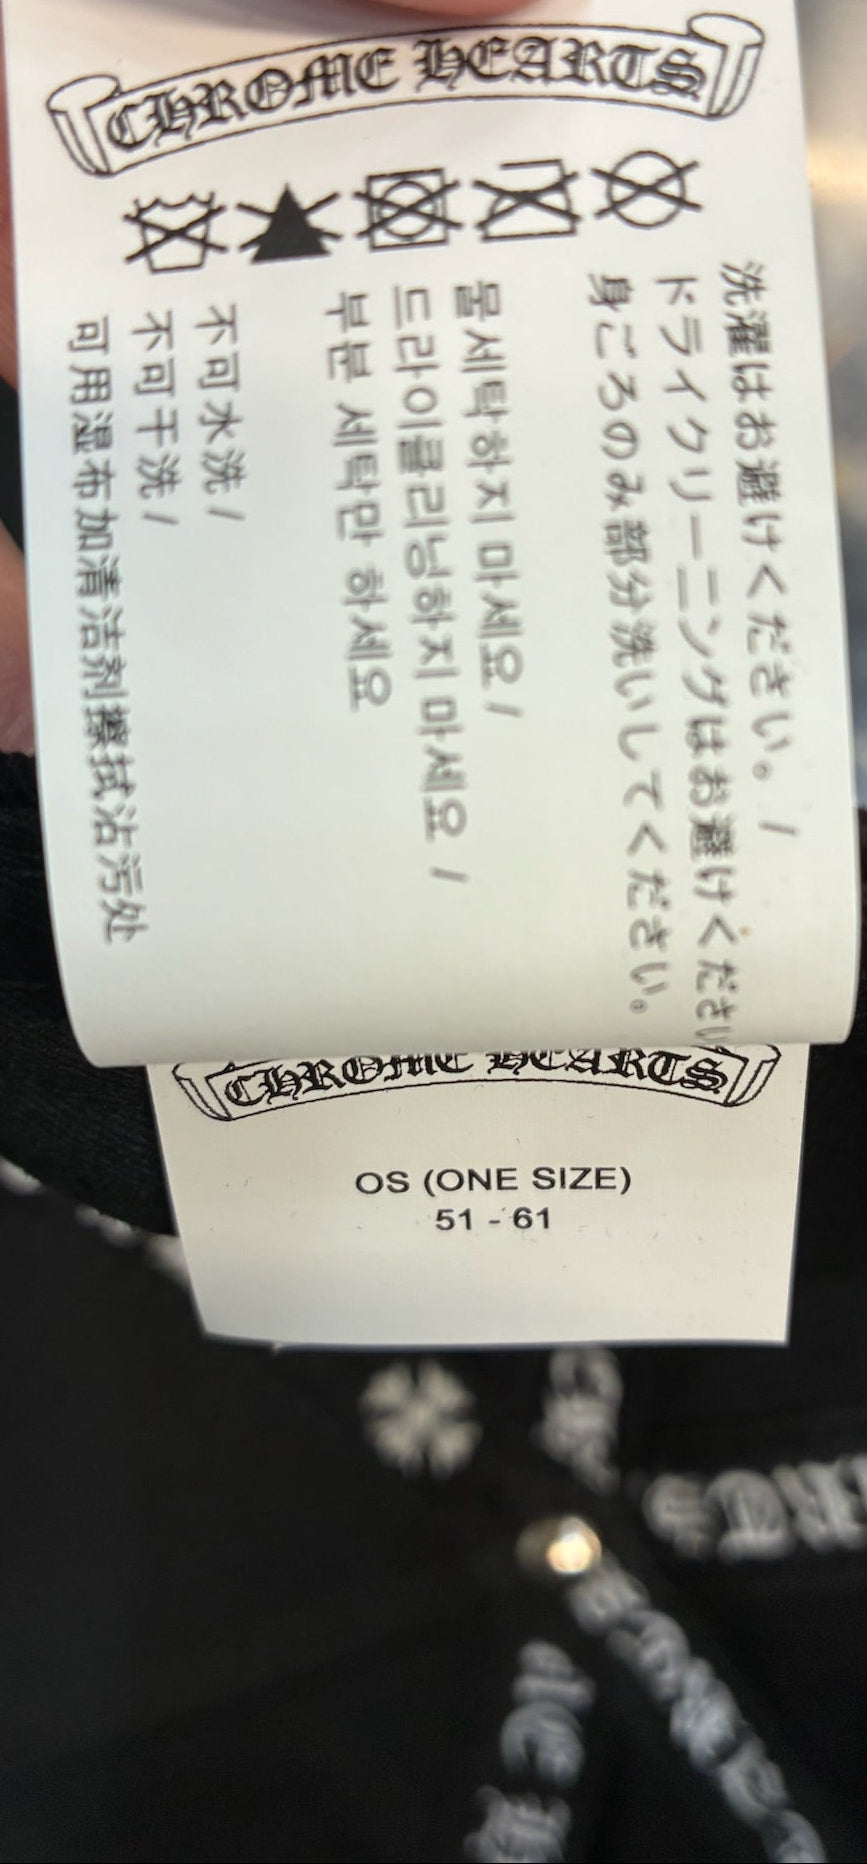 CHROME HEARTS
洗濯はお避けください。 /
ドライクリーニングはお避けください
身ごろのみ部分洗いしてください。
물세탁하지 마세요 /
드라이클리닝하지 마세요 /
부분 세탁만 하세요
不可水洗 /
不可干洗 /
可用湿布加清洁剂擦拭沾污处
CHROME HEARTS
OS (ONE SIZE)
51 - 61